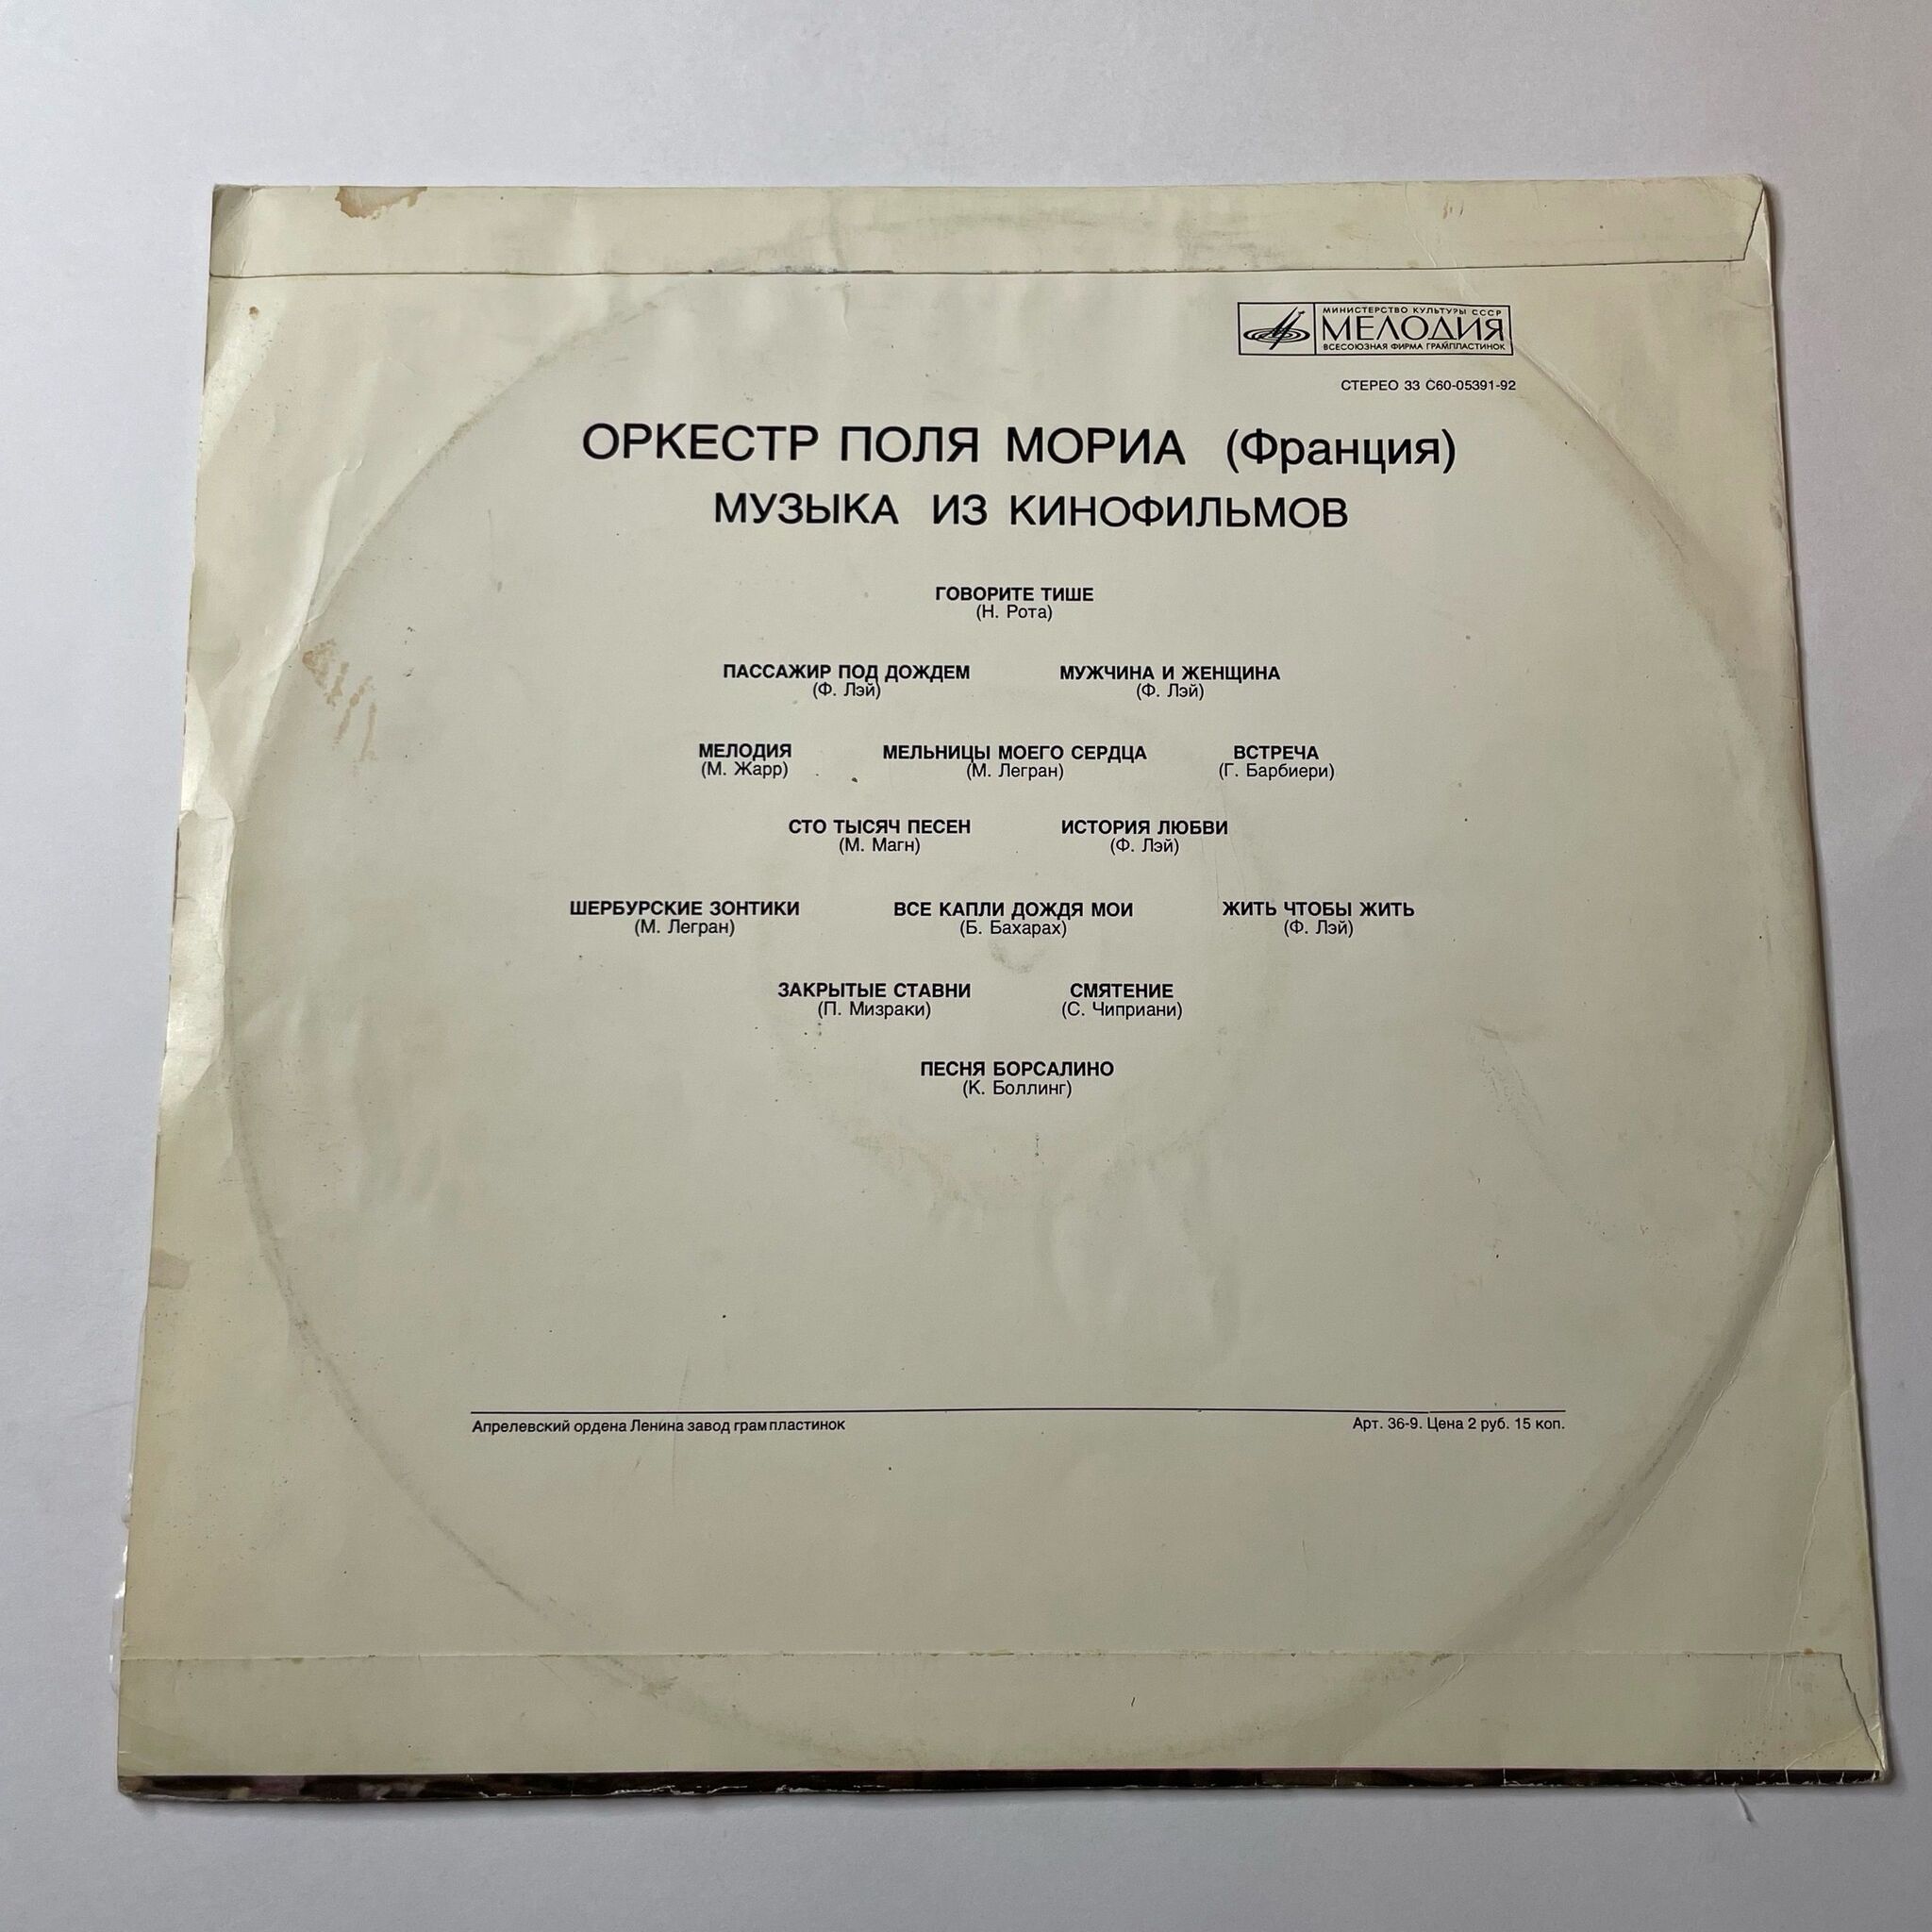 МИНИСТЕРСТВО КУЛЬТУРЫ СССР
МЕЛОДИЯ
ВСЕСОЮЗНАЯ ФИРМА ГРАМПЛАСТИНОК
СТЕРЕО 33 С60-05391-92
ОРКЕСТР ПОЛЯ МОРИА (Франция)
МУЗЫКА ИЗ КИНОФИЛЬМОВ
ГОВОРИТЕ ТИШЕ
(Н. Рота)
ПАССАЖИР ПОД ДОЖДЕМ МУЖЧИНА И ЖЕНЩИНА
(Ф. Лэй) (Ф. Лэй)
МЕЛОДИЯ МЕЛЬНИЦЫ МОЕГО СЕРДЦА ВСТРЕЧА
(М. Жарр) (М. Легран) (Г. Барбиери)
СТО ТЫСЯЧ ПЕСЕН ИСТОРИЯ ЛЮБВИ
(М. Магн) (Ф. Лэй)
ШЕРБУРСКИЕ ЗОНТИКИ ВСЕ КАПЛИ ДОЖДЯ МОИ ЖИТЬ ЧТОБЫ ЖИТЬ
(М. Легран) (Б. Бахарах) (Ф. Лэй)
ЗАКРЫТЫЕ СТАВНИ СМЯТЕНИЕ
(П. Мизраки) (С. Чиприани)
ПЕСНЯ БОРСАЛИНО
(К. Боллинг)
Апрелевский ордена Ленина завод грампластинок Арт. 36-9. Цена 2 руб. 15 коп.